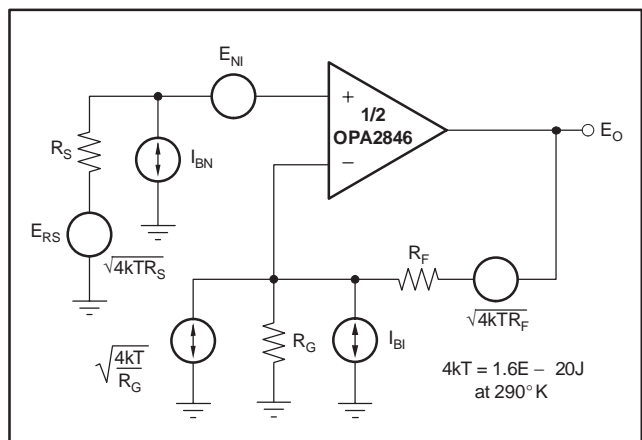 E_NI
+
1/2
OPA2846
−
E_O
R_S
I_BN
E_RS
√4kTR_S
R_F
√4kTR_F
√4kT/R_G
R_G
I_BI
4kT = 1.6E − 20J
at 290°K